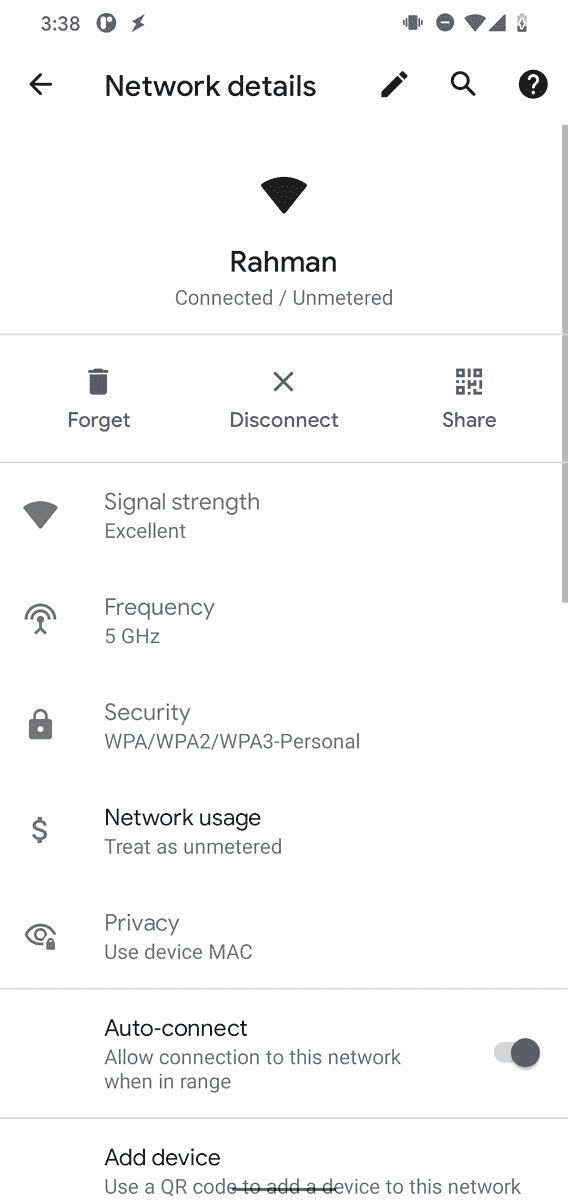 3:38
Network details
Rahman
Connected / Unmetered
Forget
Disconnect
Share
Signal strength
Excellent
Frequency
5 GHz
Security
WPA/WPA2/WPA3-Personal
Network usage
Treat as unmetered
Privacy
Use device MAC
Auto-connect
Allow connection to this network
when in range
Add device
Use a QR code to add a device to this network